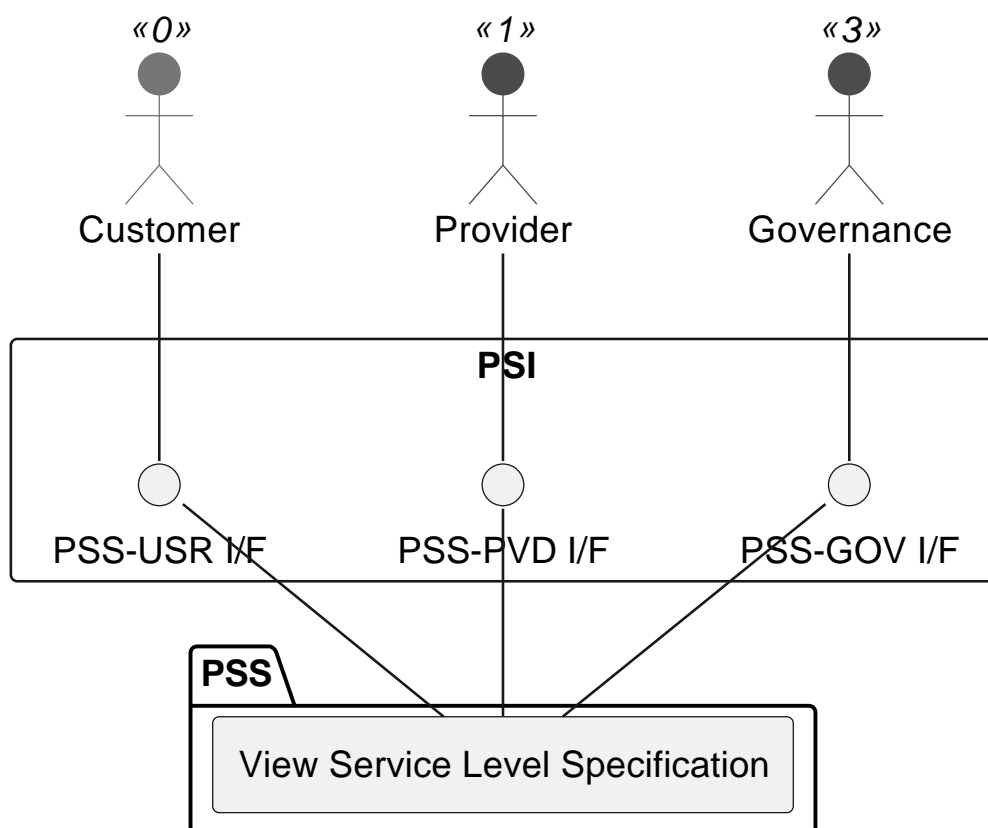 «0» «1» «3»
Customer Provider Governance
PSI
PSS-USR I/F PSS-PVD I/F PSS-GOV I/F
PSS
View Service Level Specification